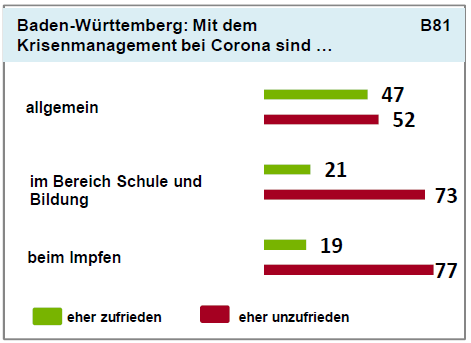 Baden-Württemberg: Mit dem B81
Krisenmanagement bei Corona sind …
allgemein
47
52
im Bereich Schule und
Bildung
21
73
beim Impfen
19
77
eher zufrieden eher unzufrieden